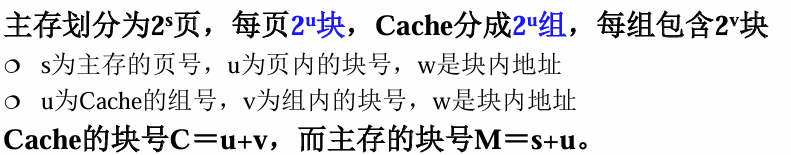 主存划分为2ˢ页，每页2ᵘ块，Cache分成2ᵘ组，每组包含2ᵛ块
❍ s为主存的页号，u为页内的块号，w是块内地址
❍ u为Cache的组号，v为组内的块号，w是块内地址
Cache的块号C＝u+v，而主存的块号M＝s+u。